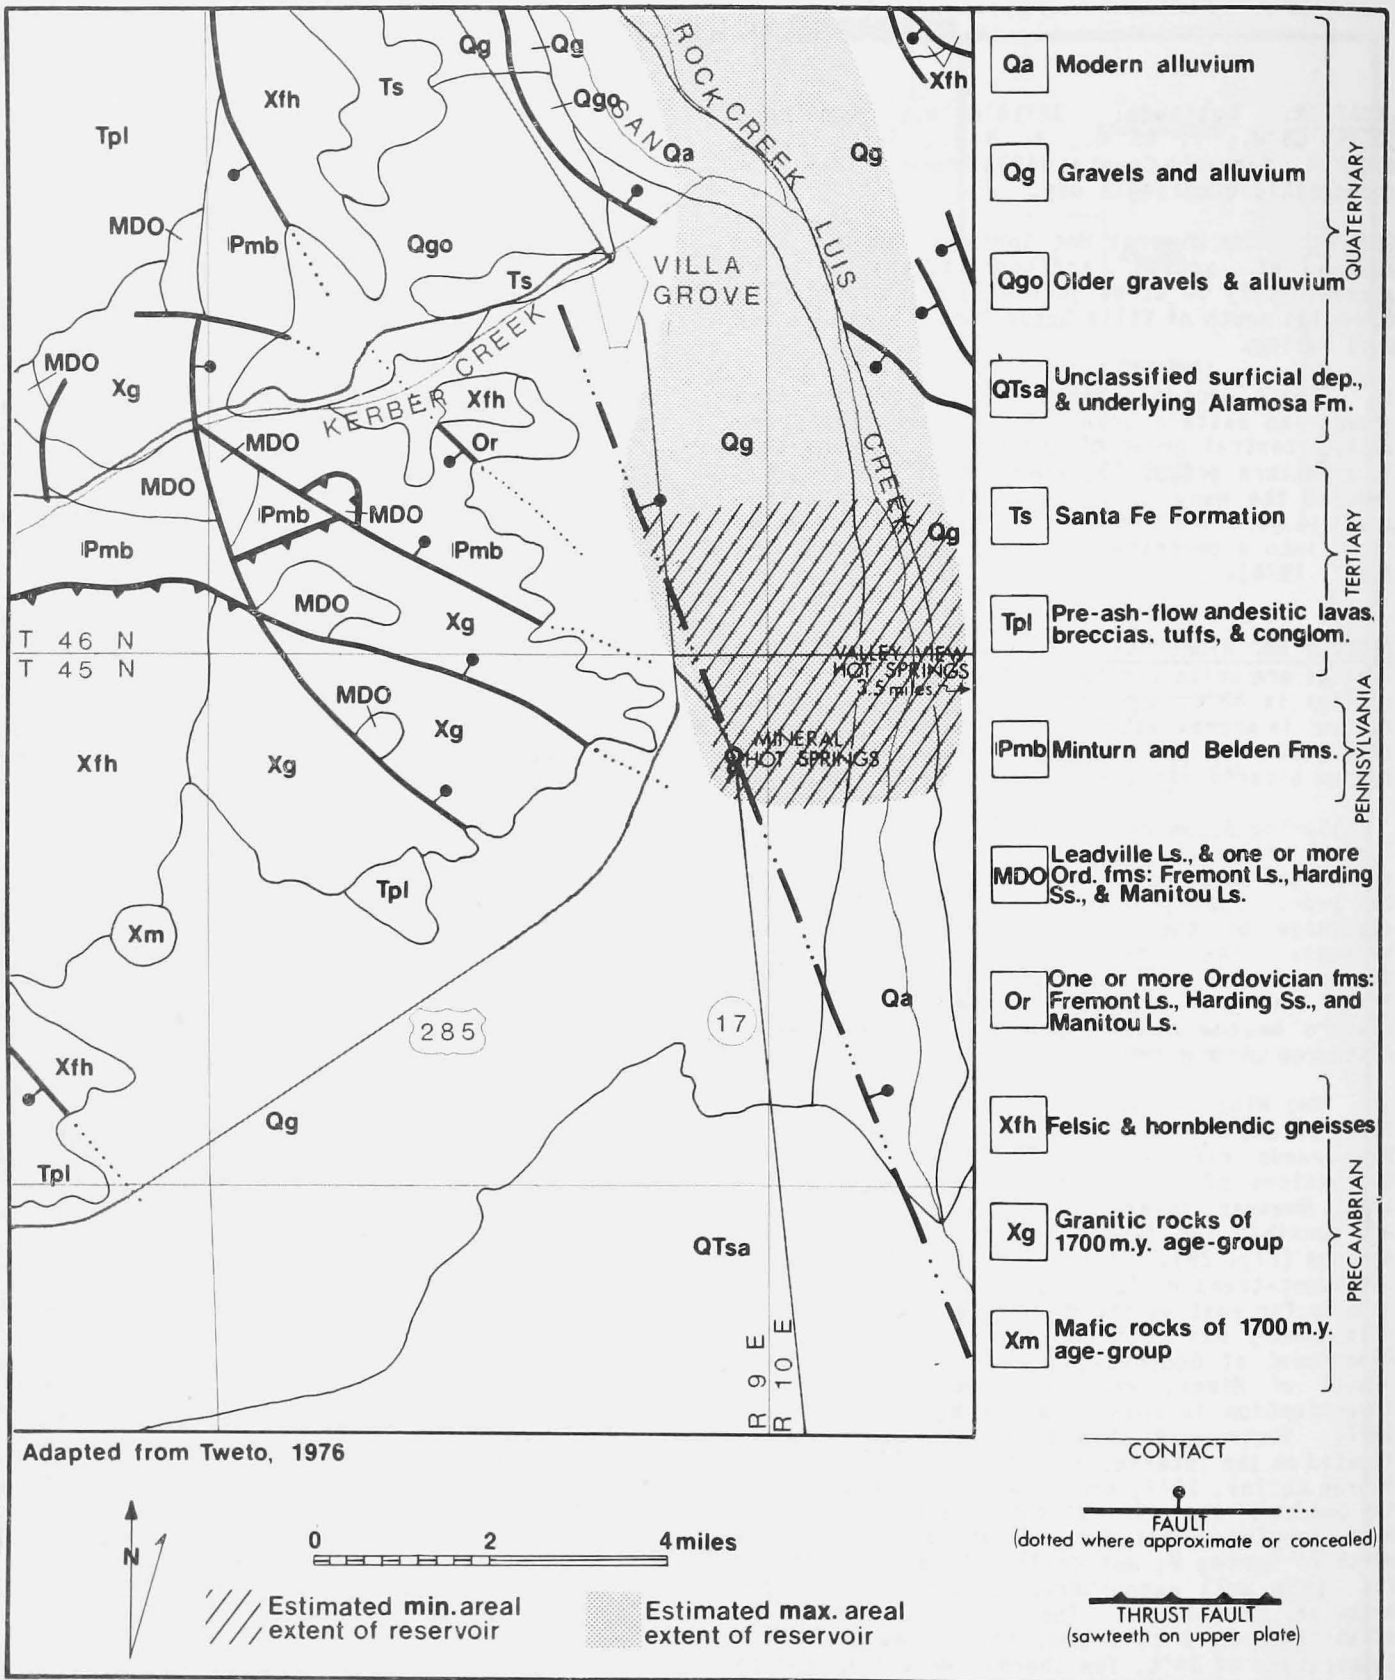 Qg
Qg
Xfh
Ts
Xfh
Tpl
Qgo
SAN
ROCK CREEK
Qa
Qg
MDO
IPmb
Qgo
Ts
VILLA
GROVE
LUIS
MDO
Xg
KERBER CREEK
Xfh
MDO
Or
Qg
CREEK
MDO
IPmb
MDO
IPmb
IPmb
Qg
MDO
Xg
T 46 N
T 45 N
VALLEY VIEW
HOT SPRINGS
3.5 miles
MDO
Xg
MINERAL
HOT SPRINGS
Xfh
Xg
Tpl
Xm
Qa
285
17
Xfh
Qg
Tpl
QTsa
R 9 E
R 10 E
Qa Modern alluvium
Qg Gravels and alluvium
Qgo Older gravels & alluvium
QTsa Unclassified surficial dep.,
& underlying Alamosa Fm.
QUATERNARY
Ts Santa Fe Formation
Tpl Pre-ash-flow andesitic lavas,
breccias, tuffs, & conglom.
TERTIARY
IPmb Minturn and Belden Fms.
PENNSYLVANIA
MDO Leadville Ls., & one or more
Ord. fms: Fremont Ls., Harding
Ss., & Manitou Ls.
Or One or more Ordovician fms:
Fremont Ls., Harding Ss., and
Manitou Ls.
Xfh Felsic & hornblendic gneisses
Xg Granitic rocks of
1700 m.y. age-group
Xm Mafic rocks of 1700 m.y.
age-group
PRECAMBRIAN
Adapted from Tweto, 1976
N
0 2 4 miles
Estimated min. areal
extent of reservoir
Estimated max. areal
extent of reservoir
CONTACT
FAULT
(dotted where approximate or concealed)
THRUST FAULT
(sawteeth on upper plate)